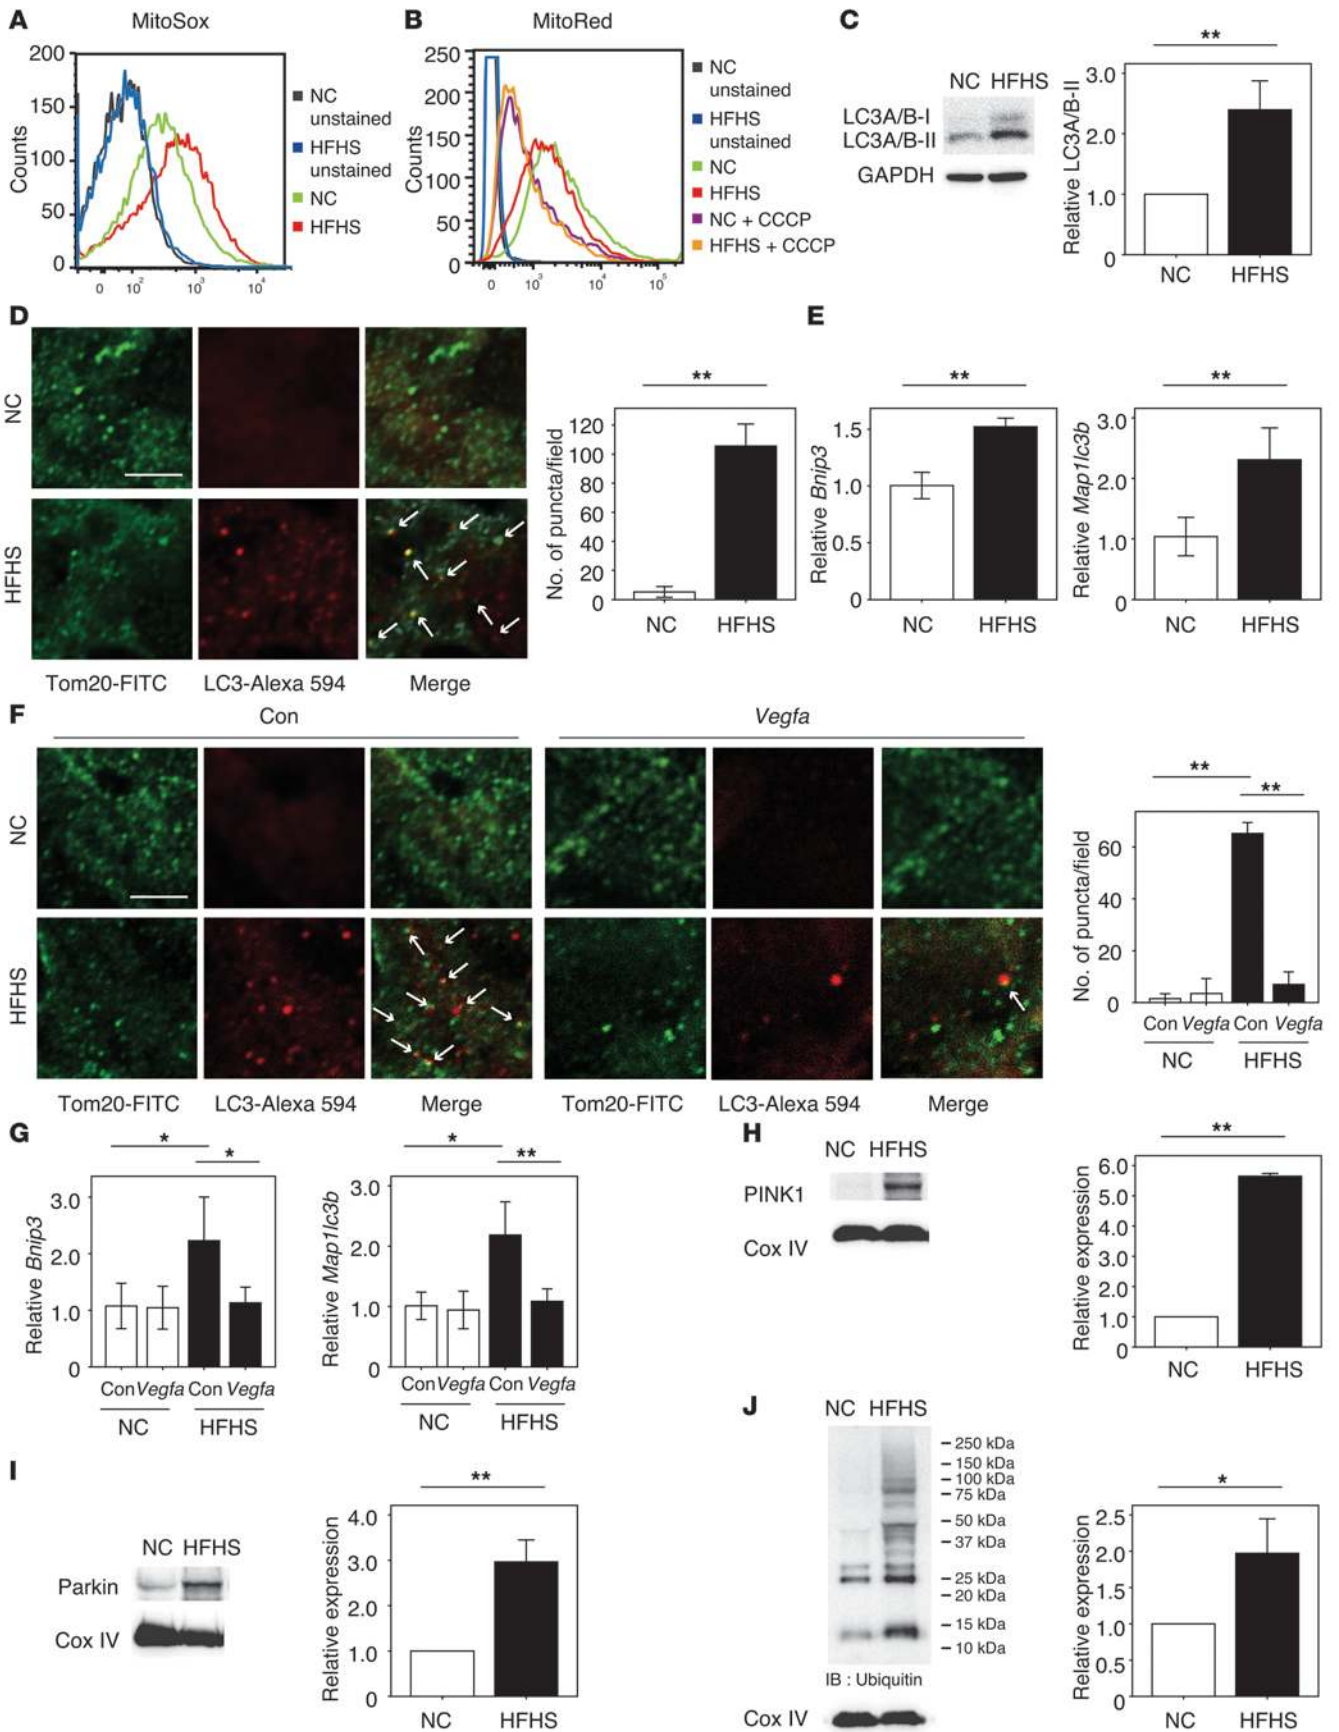 A
MitoSox
200
150
100
50
0
Counts
0 10² 10³ 10⁴
NC
unstained
HFHS
unstained
NC
HFHS
B
MitoRed
250
200
150
100
50
0
Counts
0 10³ 10⁴ 10⁵
NC
unstained
HFHS
unstained
NC
HFHS
NC + CCCP
HFHS + CCCP
C
NC HFHS
LC3A/B-I
LC3A/B-II
GAPDH
**
Relative LC3A/B-II
3.0
2.0
1.0
0
NC HFHS
D
NC
HFHS
Tom20-FITC LC3-Alexa 594 Merge
**
No. of puncta/field
120
100
80
60
40
20
0
NC HFHS
E
**
Relative Bnip3
1.5
1.0
0.5
0
NC HFHS
**
Relative Map1lc3b
3.0
2.0
1.0
0
NC HFHS
F
Con Vegfa
NC
HFHS
Tom20-FITC LC3-Alexa 594 Merge Tom20-FITC LC3-Alexa 594 Merge
**
**
No. of puncta/field
60
40
20
0
Con Vegfa Con Vegfa
NC HFHS
G
*
*
Relative Bnip3
3.0
2.0
1.0
0
Con Vegfa Con Vegfa
NC HFHS
*
**
Relative Map1lc3b
3.0
2.0
1.0
0
Con Vegfa Con Vegfa
NC HFHS
H
NC HFHS
PINK1
Cox IV
**
Relative expression
6.0
5.0
4.0
3.0
2.0
1.0
0
NC HFHS
I
NC HFHS
Parkin
Cox IV
**
Relative expression
4.0
3.0
2.0
1.0
0
NC HFHS
J
NC HFHS
250 kDa
150 kDa
100 kDa
75 kDa
50 kDa
37 kDa
25 kDa
20 kDa
15 kDa
10 kDa
IB : Ubiquitin
Cox IV
*
Relative expression
2.5
2.0
1.5
1.0
0.5
0
NC HFHS